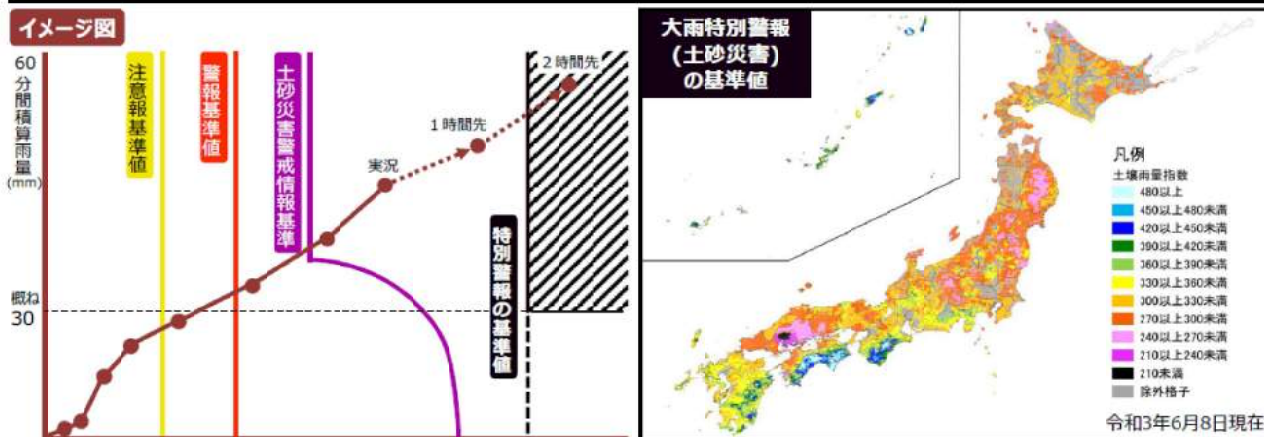 イメージ図
60
分間積算雨量
(mm)
概ね
30
注意報基準値
警報基準値
土砂災害警戒情報基準
実況
1時間先
2時間先
特別警報の基準値
大雨特別警報
(土砂災害)
の基準値
凡例
土壌雨量指数
480以上
450以上480未満
420以上450未満
390以上420未満
360以上390未満
330以上360未満
300以上330未満
270以上300未満
240以上270未満
210以上240未満
210未満
除外格子
令和3年6月8日現在